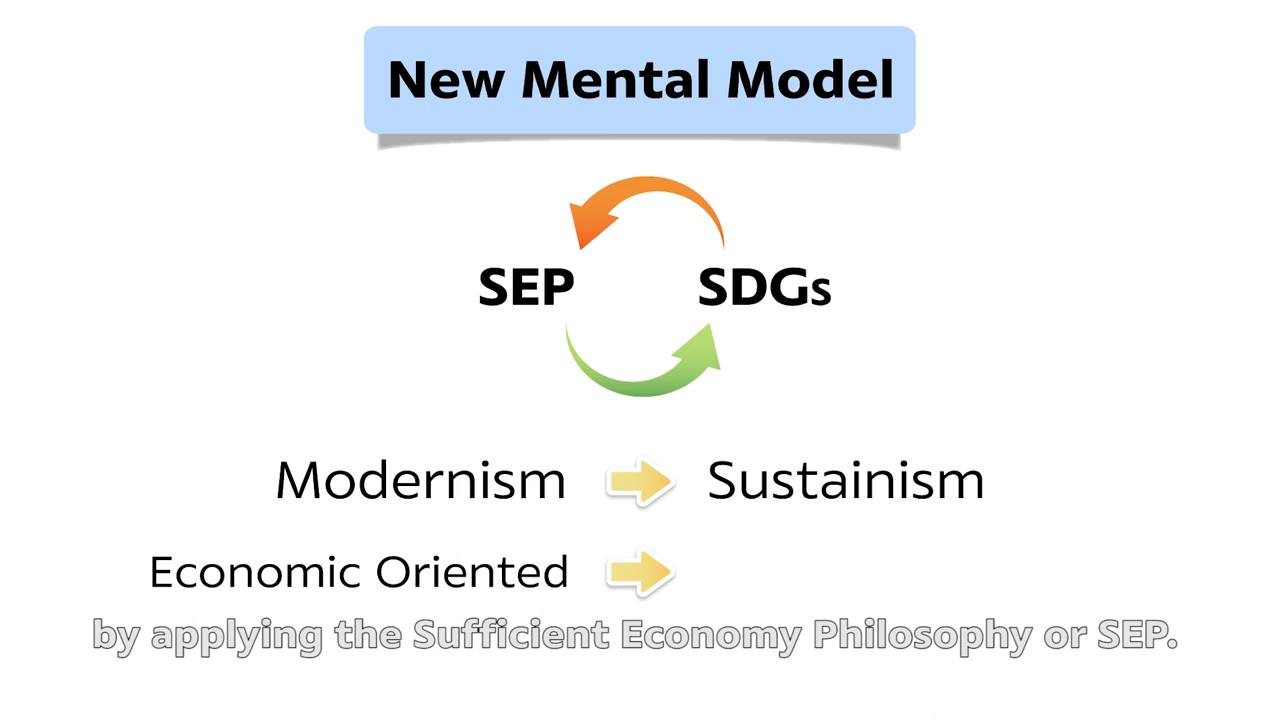 New Mental Model
SEP SDGs
Modernism Sustainism
Economic Oriented
by applying the Sufficient Economy Philosophy or SEP.